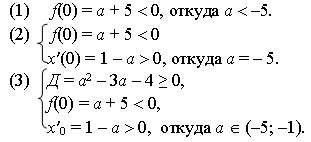 (1) f(0) = a + 5 < 0, откуда a < –5.
(2) { f(0) = a + 5 < 0
x'(0) = 1 – a > 0, откуда a = – 5.
(3) { Д = a² – 3a – 4 ≥ 0,
f(0) = a + 5 < 0,
x'₀ = 1 – a > 0, откуда a ∈ (–5; –1).